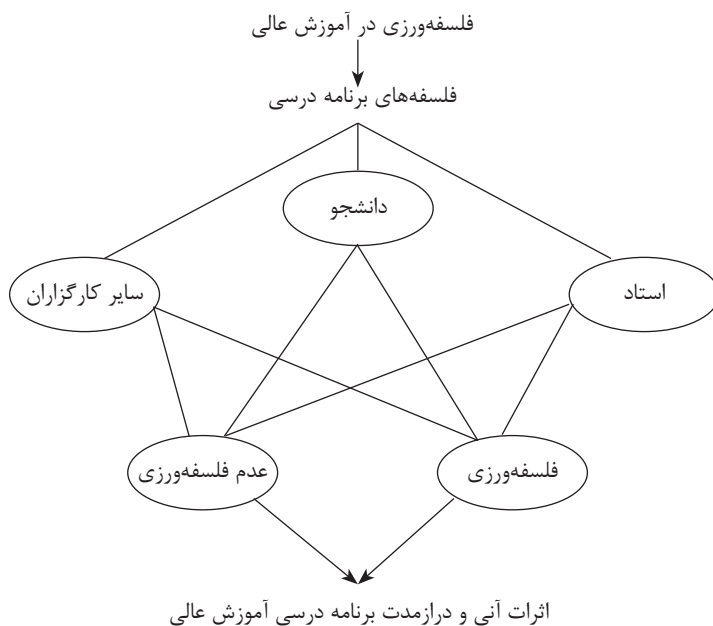 فلسفه‌ورزی در آموزش عالی
فلسفه‌های برنامه درسی
دانشجو
استاد
سایر کارگزاران
فلسفه‌ورزی
عدم فلسفه‌ورزی
اثرات آنی و درازمدت برنامه درسی آموزش عالی